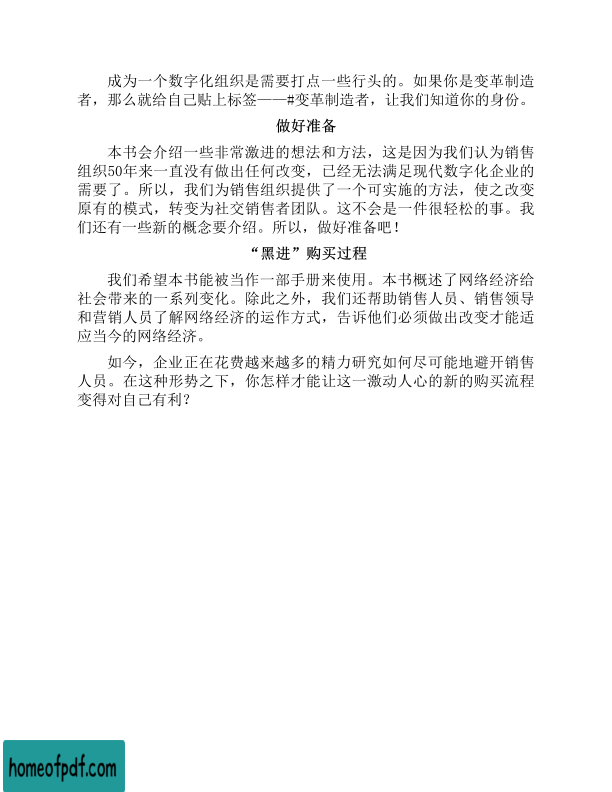 成为一个数字化组织是需要打点一些行头的。如果你是变革制造
者，那么就给自己贴上标签——#变革制造者，让我们知道你的身份。
做好准备
本书会介绍一些非常激进的想法和方法，这是因为我们认为销售
组织50年来一直没有做出任何改变，已经无法满足现代数字化企业的
需要了。所以，我们为销售组织提供了一个可实施的方法，使之改变
原有的模式，转变为社交销售者团队。这不会是一件很轻松的事。我
们还有一些新的概念要介绍。所以，做好准备吧！
“黑进”购买过程
我们希望本书能被当作一部手册来使用。本书概述了网络经济给
社会带来的一系列变化。除此之外，我们还帮助销售人员、销售领导
和营销人员了解网络经济的运作方式，告诉他们必须做出改变才能适
应当今的网络经济。
如今，企业正在花费越来越多的精力研究如何尽可能地避开销售
人员。在这种形势之下，你怎样才能让这一激动人心的新的购买流程
变得对自己有利？
homeofpdf.com